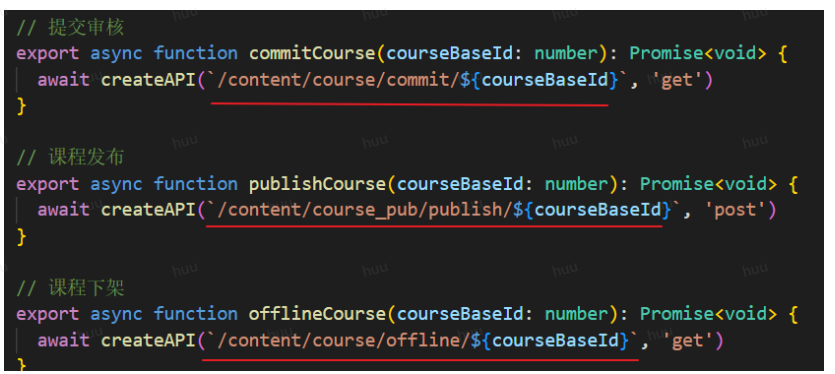 // 提交审核
export async function commitCourse(courseBaseId: number): Promise<void> {
  await createAPI(`/content/course/commit/${courseBaseId}`, 'get')
}
// 课程发布
export async function publishCourse(courseBaseId: number): Promise<void> {
  await createAPI(`/content/course_pub/publish/${courseBaseId}`, 'post')
}
// 课程下架
export async function offlineCourse(courseBaseId: number): Promise<void> {
  await createAPI(`/content/course/offline/${courseBaseId}`, 'get')
}